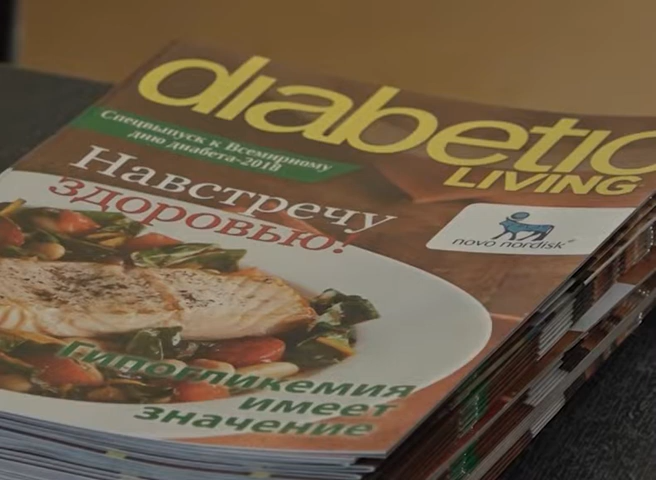 diabetic
LIVING
Спецвыпуск к Всемирному
дню диабета-2018
Навстречу
здоровью!
novo nordisk®
Гипогликемия
имеет
значение